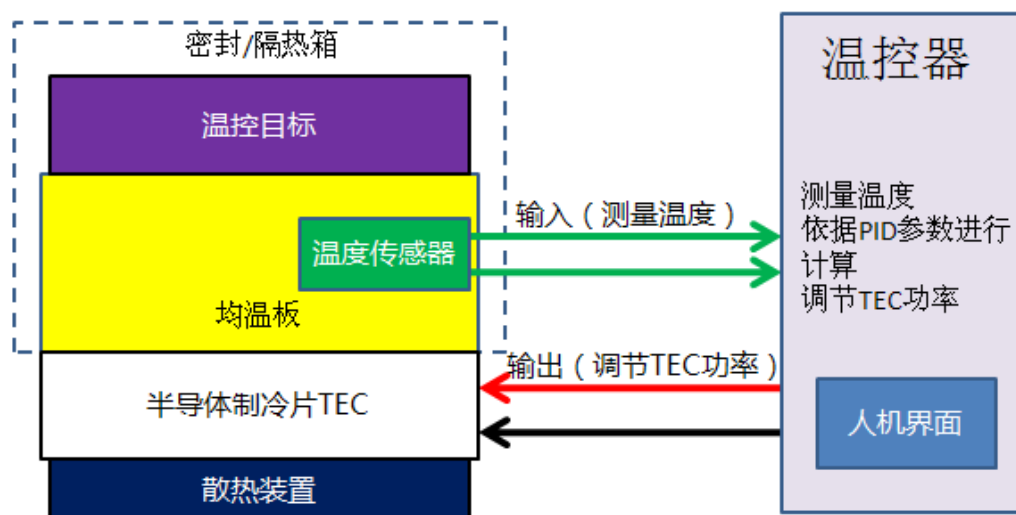 密封/隔热箱
温控目标
温度传感器
均温板
半导体制冷片TEC
散热装置
输入（测量温度）
输出（调节TEC功率）
温控器
测量温度
依据PID参数进行
计算
调节TEC功率
人机界面